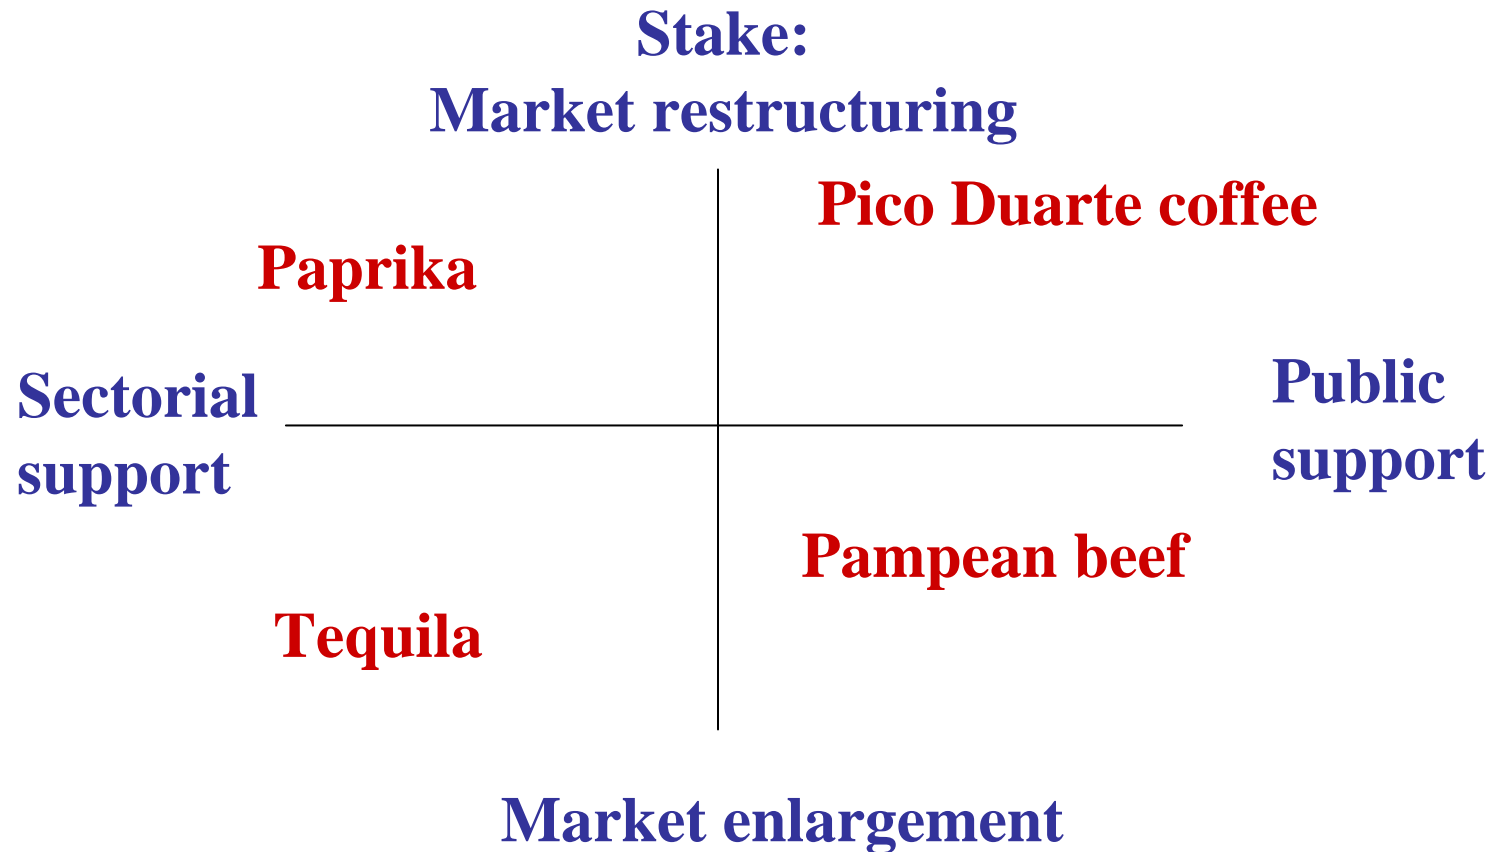 Stake:
Market restructuring
Pico Duarte coffee
Paprika
Sectorial
support
Public
support
Pampean beef
Tequila
Market enlargement